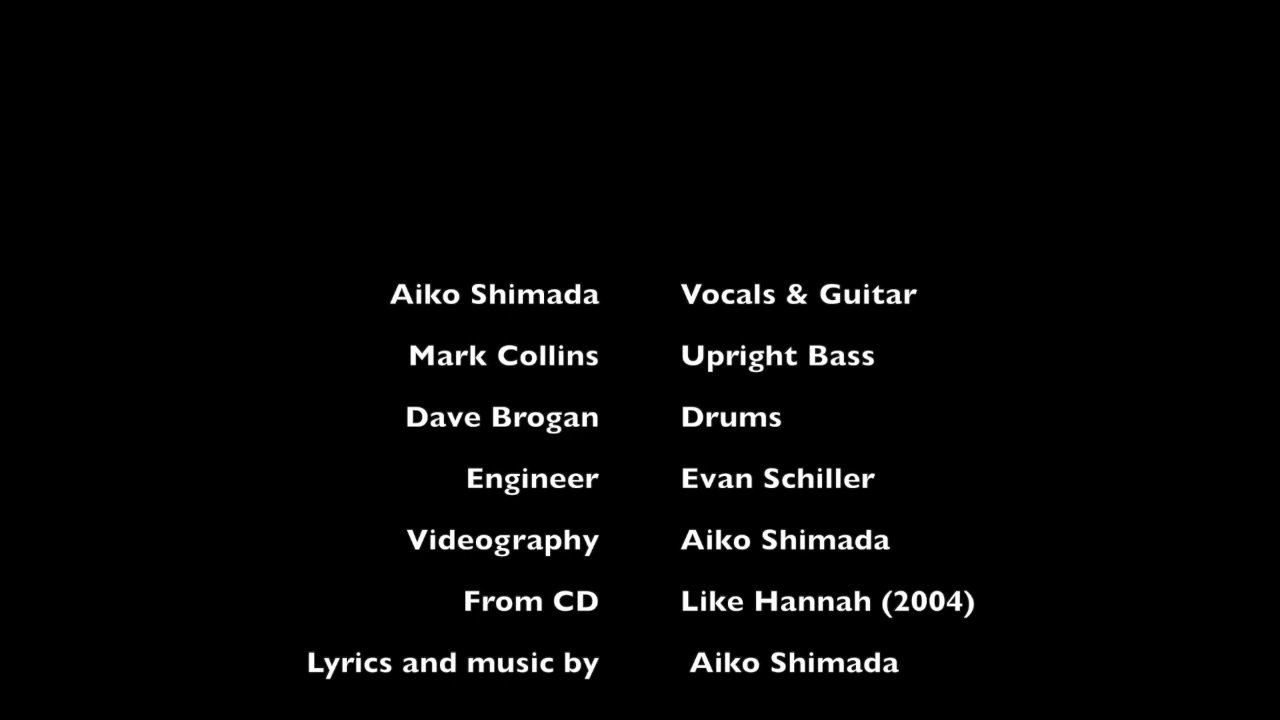 Aiko Shimada Vocals & Guitar
Mark Collins Upright Bass
Dave Brogan Drums
Engineer Evan Schiller
Videography Aiko Shimada
From CD Like Hannah (2004)
Lyrics and music by Aiko Shimada